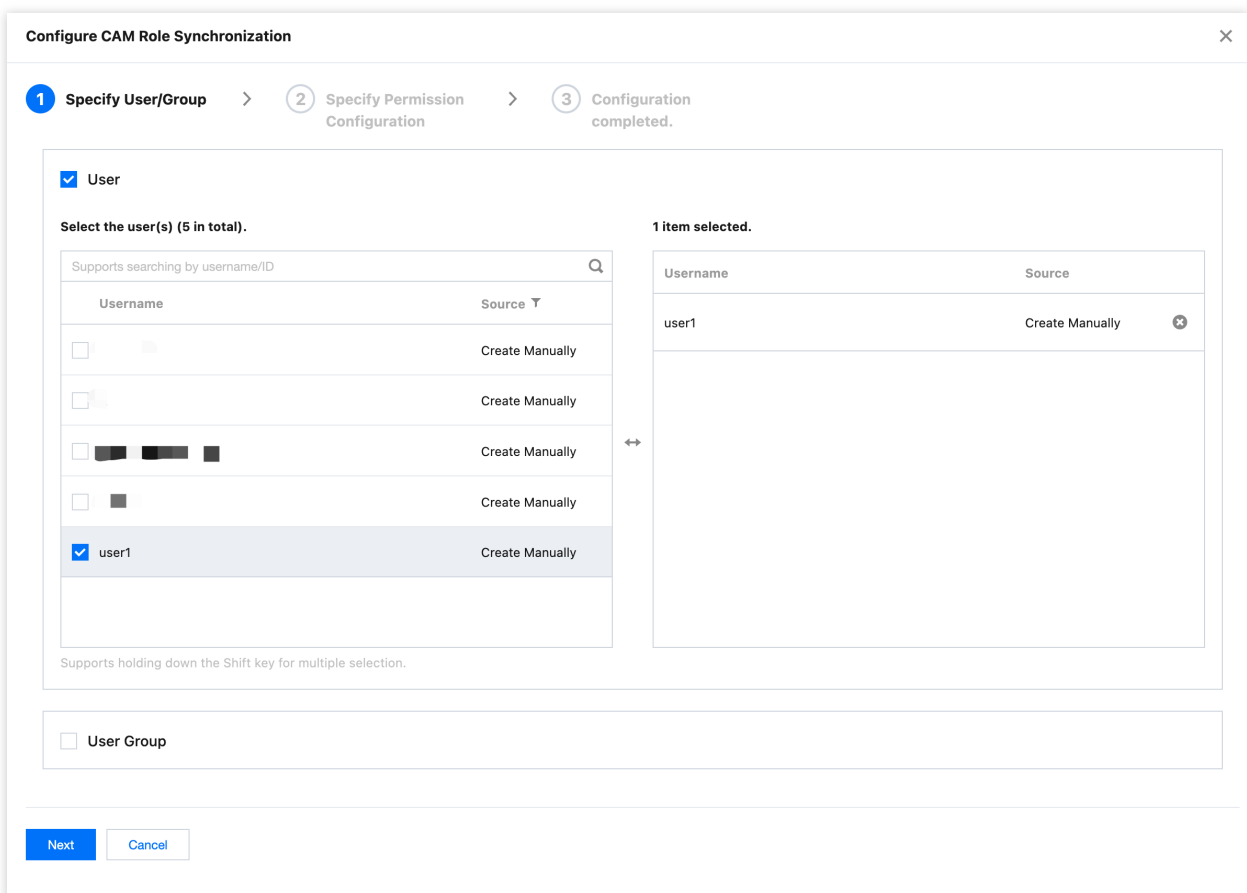 Configure CAM Role Synchronization
1 Specify User/Group
2 Specify Permission
Configuration
3 Configuration
completed.
User
Select the user(s) (5 in total).
1 item selected.
Supports searching by username/ID
Username Source
Create Manually
Create Manually
Create Manually
Create Manually
user1 Create Manually
Username Source
user1 Create Manually
Supports holding down the Shift key for multiple selection.
User Group
Next Cancel